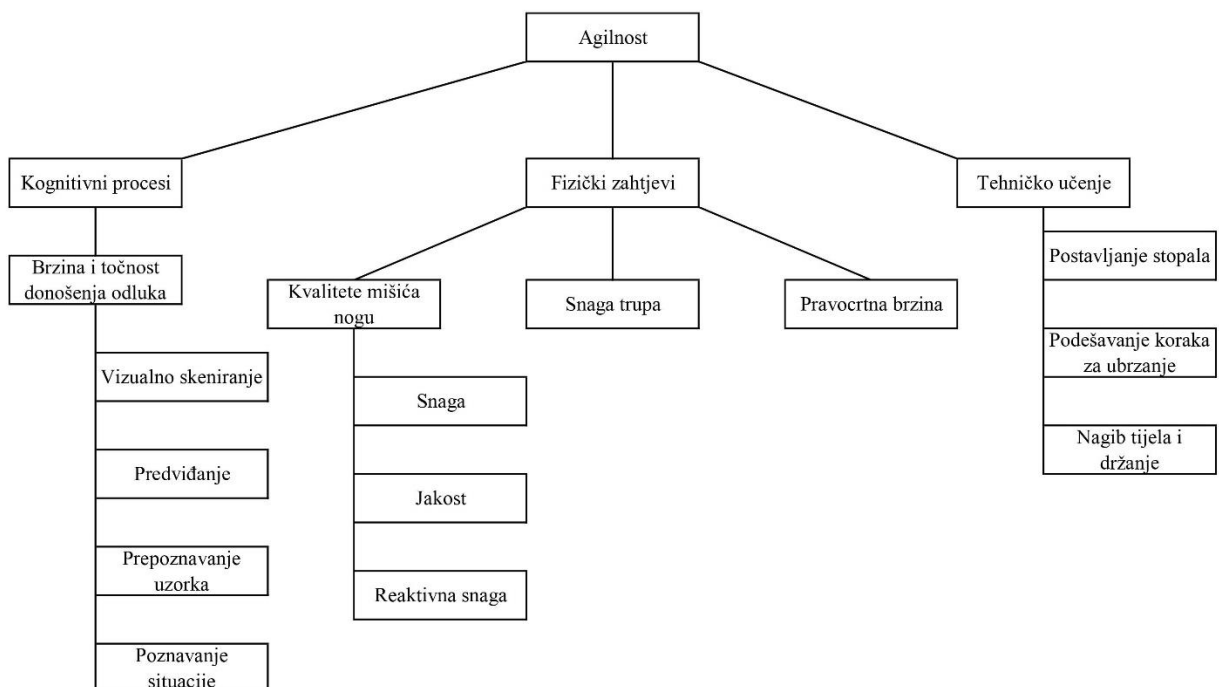 Agilnost
Kognitivni procesi
Fizički zahtjevi
Tehničko učenje
Brzina i točnost
donošenja odluka
Vizualno skeniranje
Predviđanje
Prepoznavanje
uzorka
Poznavanje
situacije
Kvalitete mišića
nogu
Snaga
Jakost
Reaktivna snaga
Snaga trupa
Pravocrtna brzina
Postavljanje stopala
Podešavanje koraka
za ubrzanje
Nagib tijela i
držanje